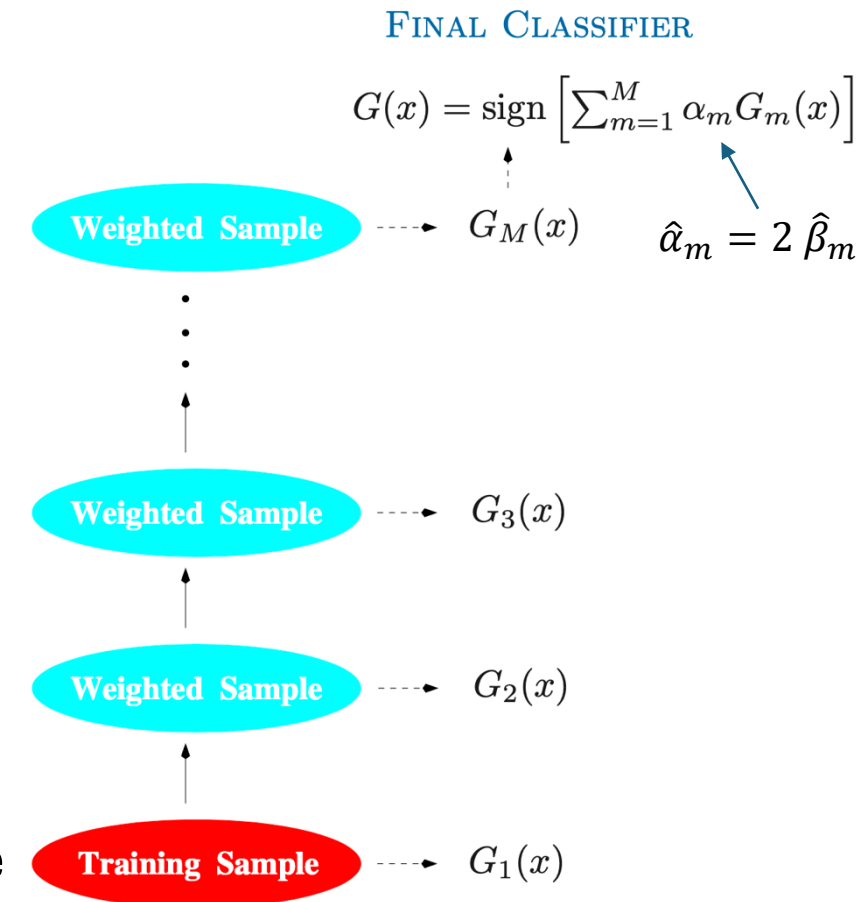 FINAL CLASSIFIER
G(x) = sign [∑_{m=1}^{M} α_m G_m(x)]
Weighted Sample
G_M(x)
α̂_m = 2 β̂_m
Weighted Sample
G_3(x)
Weighted Sample
G_2(x)
Training Sample
G_1(x)